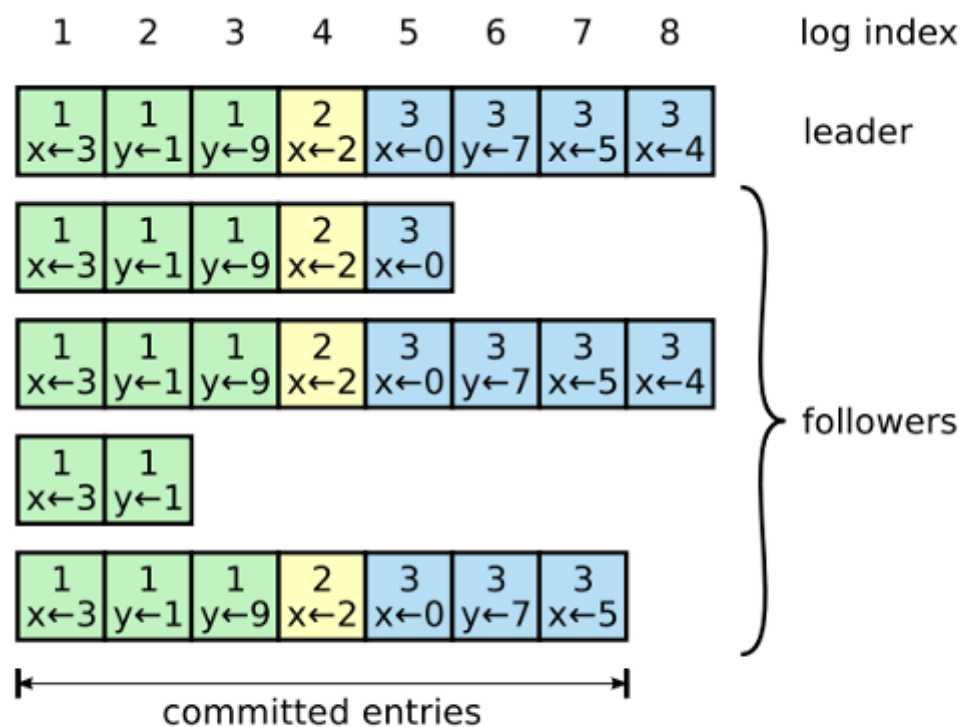 1 2 3 4 5 6 7 8 log index
1 1 1 2 3 3 3 3
x←3 y←1 y←9 x←2 x←0 y←7 x←5 x←4
leader
1 1 1 2 3
x←3 y←1 y←9 x←2 x←0
1 1 1 2 3 3 3 3
x←3 y←1 y←9 x←2 x←0 y←7 x←5 x←4
followers
1 1
x←3 y←1
1 1 1 2 3 3 3
x←3 y←1 y←9 x←2 x←0 y←7 x←5
committed entries